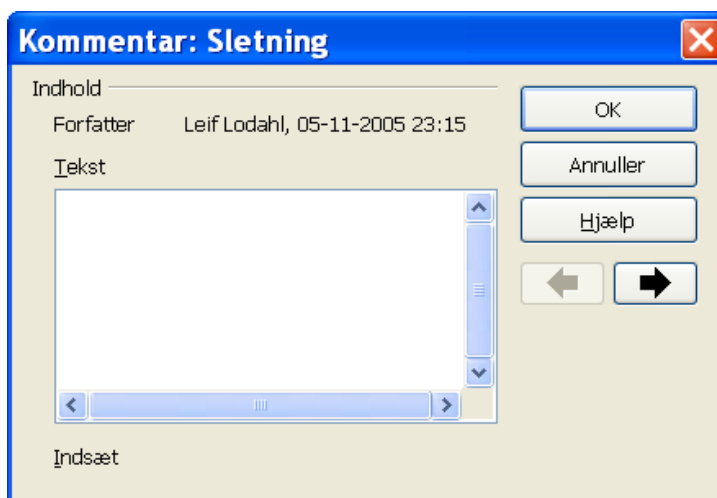 Kommentar: Sletning
Indhold
Forfatter Leif Lodahl, 05-11-2005 23:15
Tekst
Indsæt
OK
Annuller
Hjælp